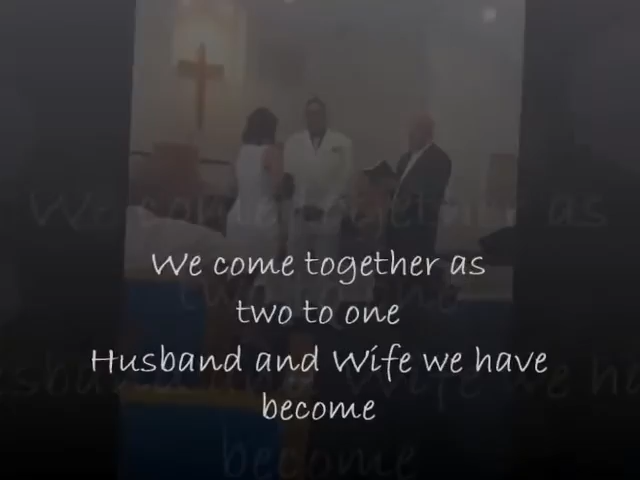 We come together as
two to one
Husband and Wife we have
become